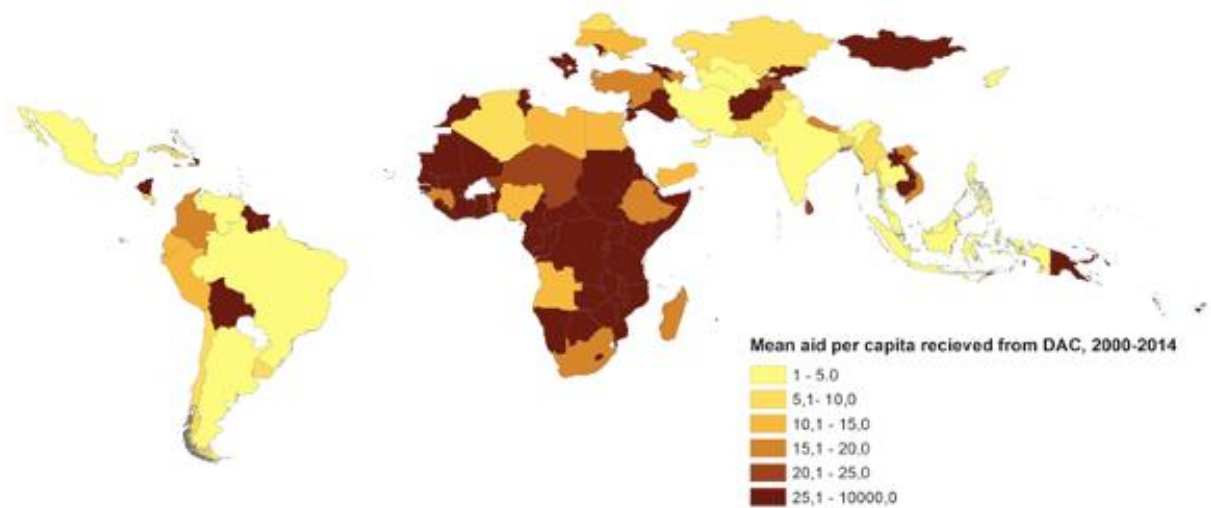 Mean aid per capita recieved from DAC, 2000-2014
1 - 5,0
5,1- 10,0
10,1 - 15,0
15,1 - 20,0
20,1 - 25,0
25,1 - 10000,0